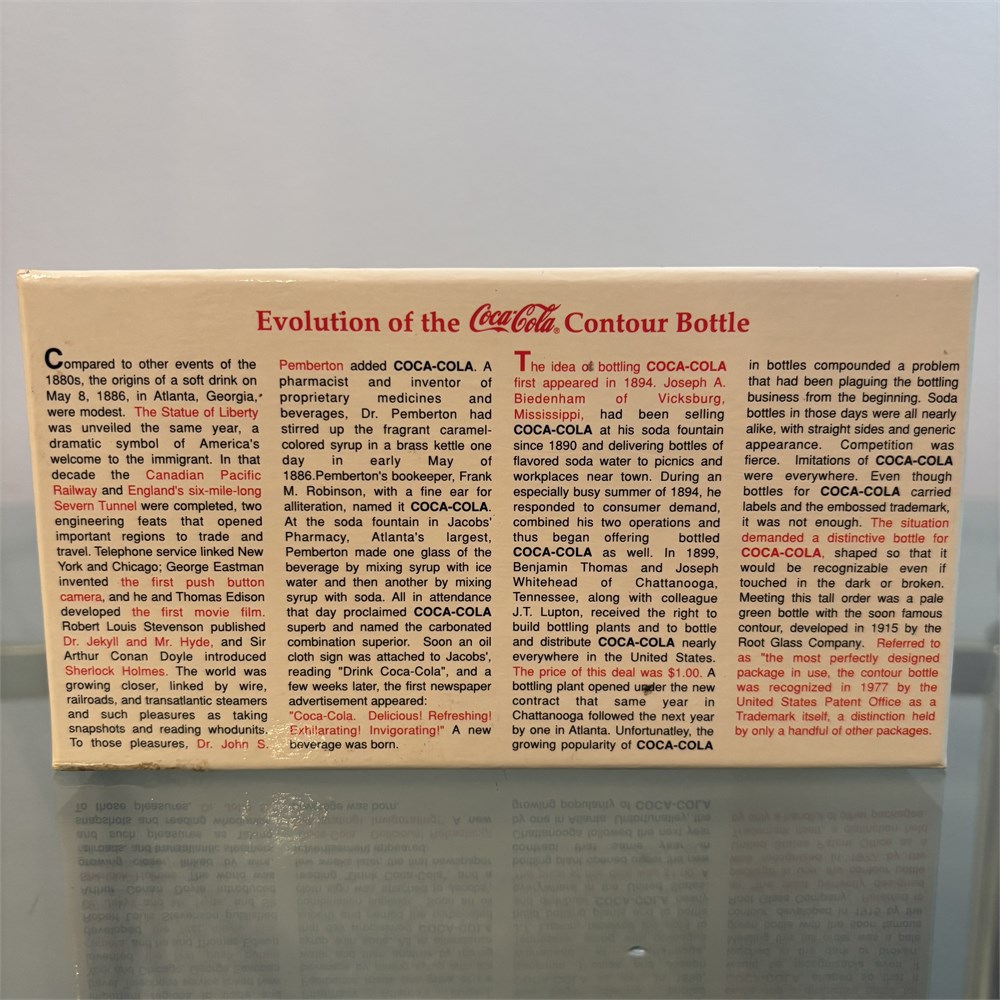 Evolution of the Coca-Cola® Contour Bottle
Compared to other events of the
1880s, the origins of a soft drink on
May 8, 1886, in Atlanta, Georgia,
were modest. The Statue of Liberty
was unveiled the same year, a
dramatic symbol of America's
welcome to the immigrant. In that
decade the Canadian Pacific
Railway and England's six-mile-long
Severn Tunnel were completed, two
engineering feats that opened
important regions to trade and
travel. Telephone service linked New
York and Chicago; George Eastman
invented the first push button
camera, and he and Thomas Edison
developed the first movie film.
Robert Louis Stevenson published
Dr. Jekyll and Mr. Hyde, and Sir
Arthur Conan Doyle introduced
Sherlock Holmes. The world was
growing closer, linked by wire,
railroads, and transatlantic steamers
and such pleasures as taking
snapshots and reading whodunits.
To those pleasures, Dr. John S.
Pemberton added COCA-COLA. A
pharmacist and inventor of
proprietary medicines and
beverages, Dr. Pemberton had
stirred up the fragrant caramel-
colored syrup in a brass kettle one
day in early May of
1886.Pemberton's bookeeper, Frank
M. Robinson, with a fine ear for
alliteration, named it COCA-COLA.
At the soda fountain in Jacobs'
Pharmacy, Atlanta's largest,
Pemberton made one glass of the
beverage by mixing syrup with ice
water and then another by mixing
syrup with soda. All in attendance
that day proclaimed COCA-COLA
superb and named the carbonated
combination superior. Soon an oil
cloth sign was attached to Jacobs',
reading "Drink Coca-Cola", and a
few weeks later, the first newspaper
advertisement appeared:
"Coca-Cola. Delicious! Refreshing!
Exhilarating! Invigorating!" A new
beverage was born.
The idea of bottling COCA-COLA
first appeared in 1894. Joseph A.
Biedenham of Vicksburg,
Mississippi, had been selling
COCA-COLA at his soda fountain
since 1890 and delivering bottles of
flavored soda water to picnics and
workplaces near town. During an
especially busy summer of 1894, he
responded to consumer demand,
combined his two operations and
thus began offering bottled
COCA-COLA as well. In 1899,
Benjamin Thomas and Joseph
Whitehead of Chattanooga,
Tennessee, along with colleague
J.T. Lupton, received the right to
build bottling plants and to bottle
and distribute COCA-COLA nearly
everywhere in the United States.
The price of this deal was $1.00. A
bottling plant opened under the new
contract that same year in
Chattanooga followed the next year
by one in Atlanta. Unfortunatley, the
growing popularity of COCA-COLA
in bottles compounded a problem
that had been plaguing the bottling
business from the beginning. Soda
bottles in those days were all nearly
alike, with straight sides and generic
appearance. Competition was
fierce. Imitations of COCA-COLA
were everywhere. Even though
bottles for COCA-COLA carried
labels and the embossed trademark,
it was not enough. The situation
demanded a distinctive bottle for
COCA-COLA, shaped so that it
would be recognizable even if
touched in the dark or broken.
Meeting this tall order was a pale
green bottle with the soon famous
contour, developed in 1915 by the
Root Glass Company. Referred to
as "the most perfectly designed
package in use, the contour bottle
was recognized in 1977 by the
United States Patent Office as a
Trademark itself, a distinction held
by only a handful of other packages.